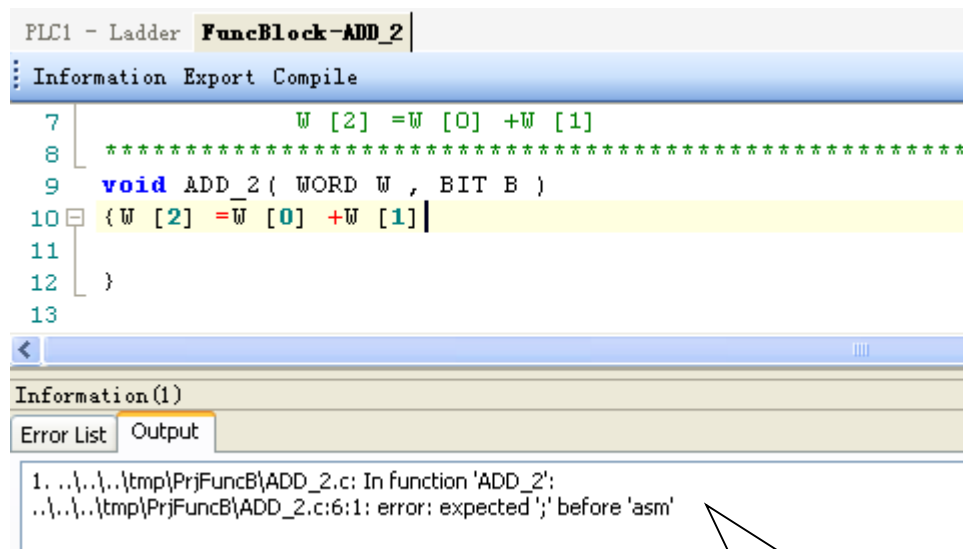 PLC1 - Ladder FuncBlock-ADD_2
Information Export Compile
7 W [2] =W [0] +W [1]
8 ******************************************************
9 void ADD_2( WORD W , BIT B )
10 {W [2] =W [0] +W [1]
11
12 }
13
Information(1)
Error List Output
1. ..\..\..\tmp\PrjFuncB\ADD_2.c: In function 'ADD_2':
..\..\..\tmp\PrjFuncB\ADD_2.c:6:1: error: expected ';' before 'asm'